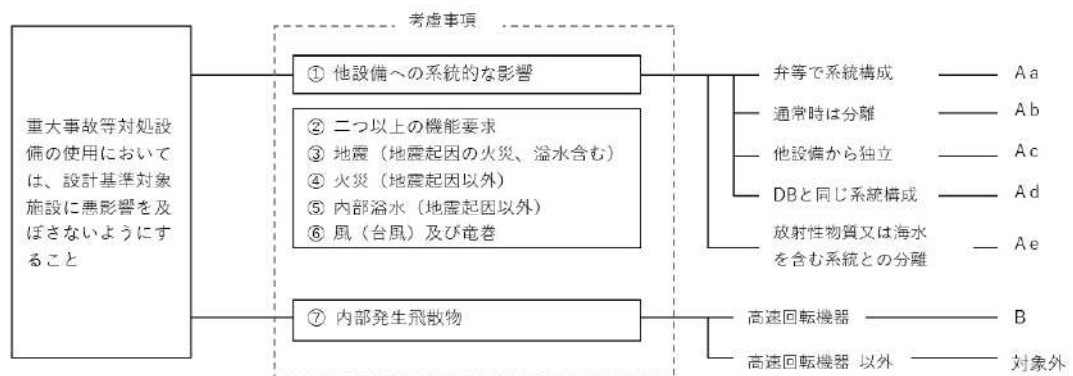 考慮事項
重大事故等対処設
備の使用において
は、設計基準対象
施設に悪影響を及
ぼさないようにす
ること
① 他設備への系統的な影響
② 二つ以上の機能要求
③ 地震（地震起因の火災、溢水含む）
④ 火災（地震起因以外）
⑤ 内部溢水（地震起因以外）
⑥ 風（台風）及び竜巻
⑦ 内部発生飛散物
弁等で系統構成 Aa
通常時は分離 Ab
他設備から独立 Ac
DBと同じ系統構成 Ad
放射性物質又は海水
を含む系統との分離 Ae
高速回転機器 B
高速回転機器 以外 対象外